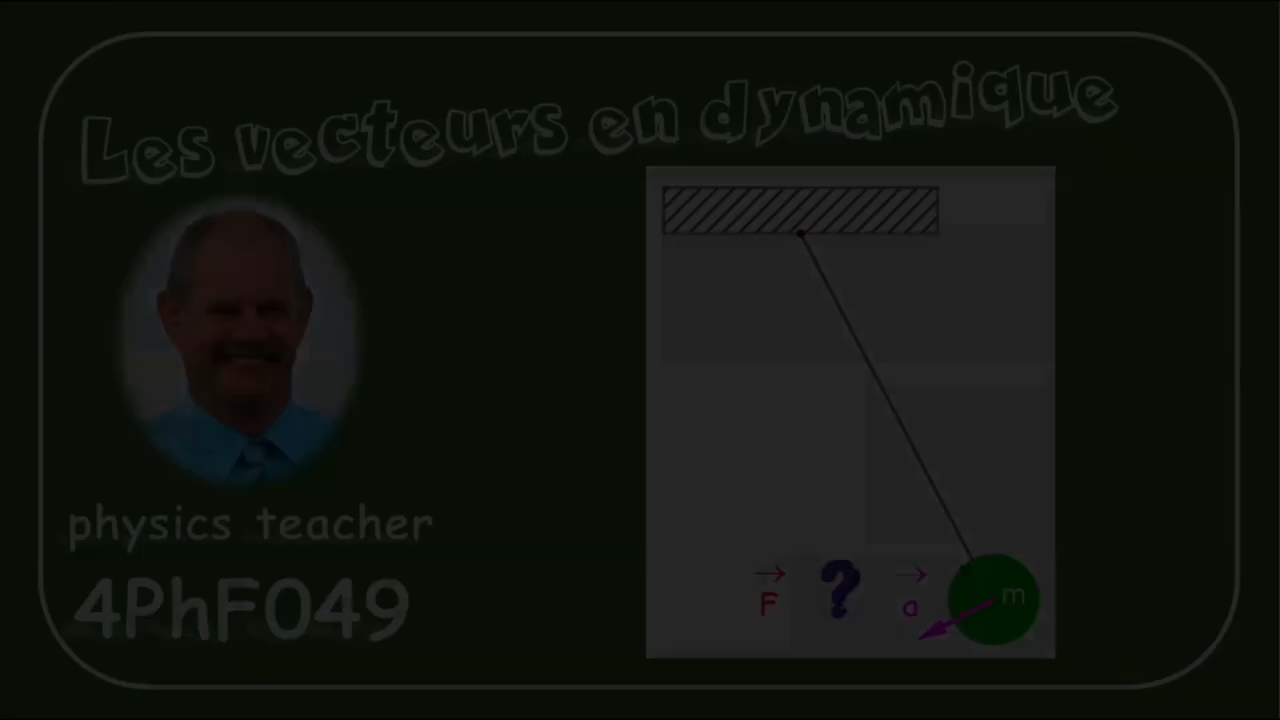 Les vecteurs en dynamique
physics teacher
4PhF049
F ? a
m